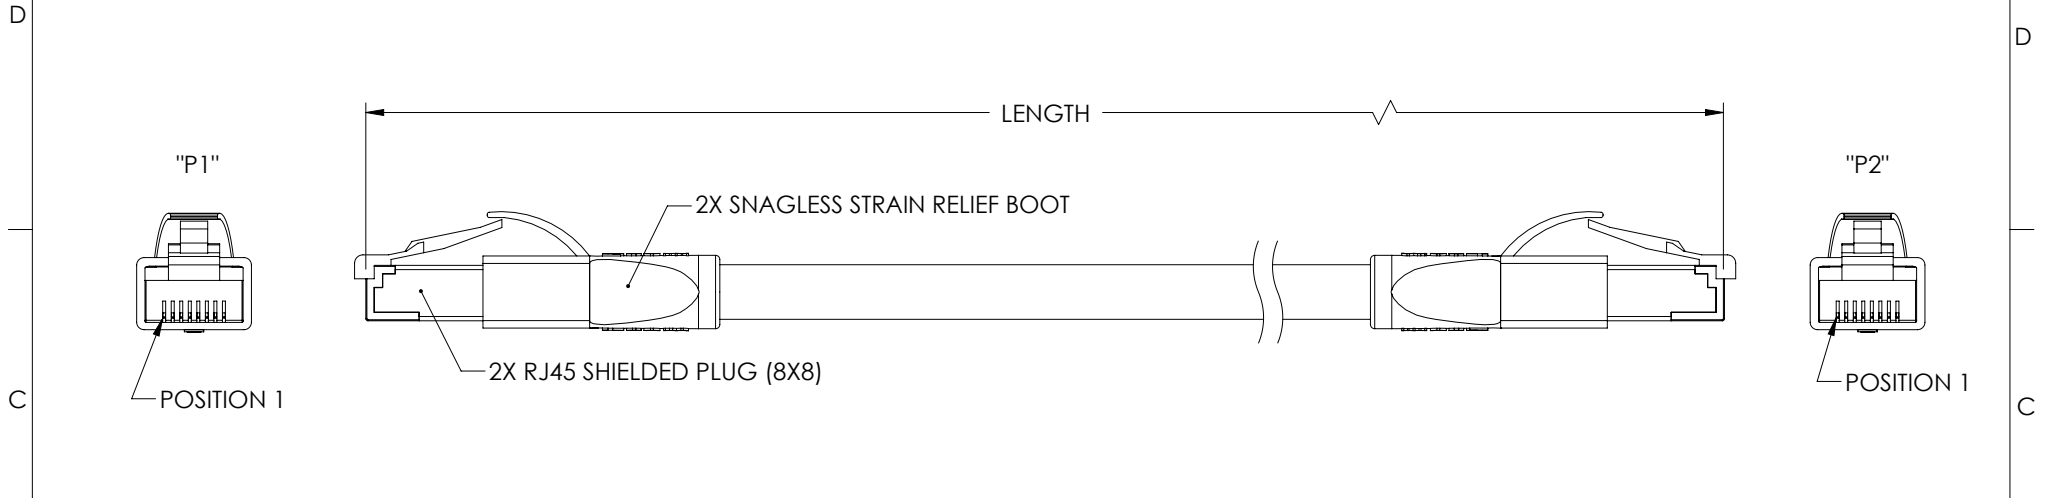 D
D
LENGTH
"P1"
"P2"
2X SNAGLESS STRAIN RELIEF BOOT
2X RJ45 SHIELDED PLUG (8X8)
POSITION 1
POSITION 1
C
C